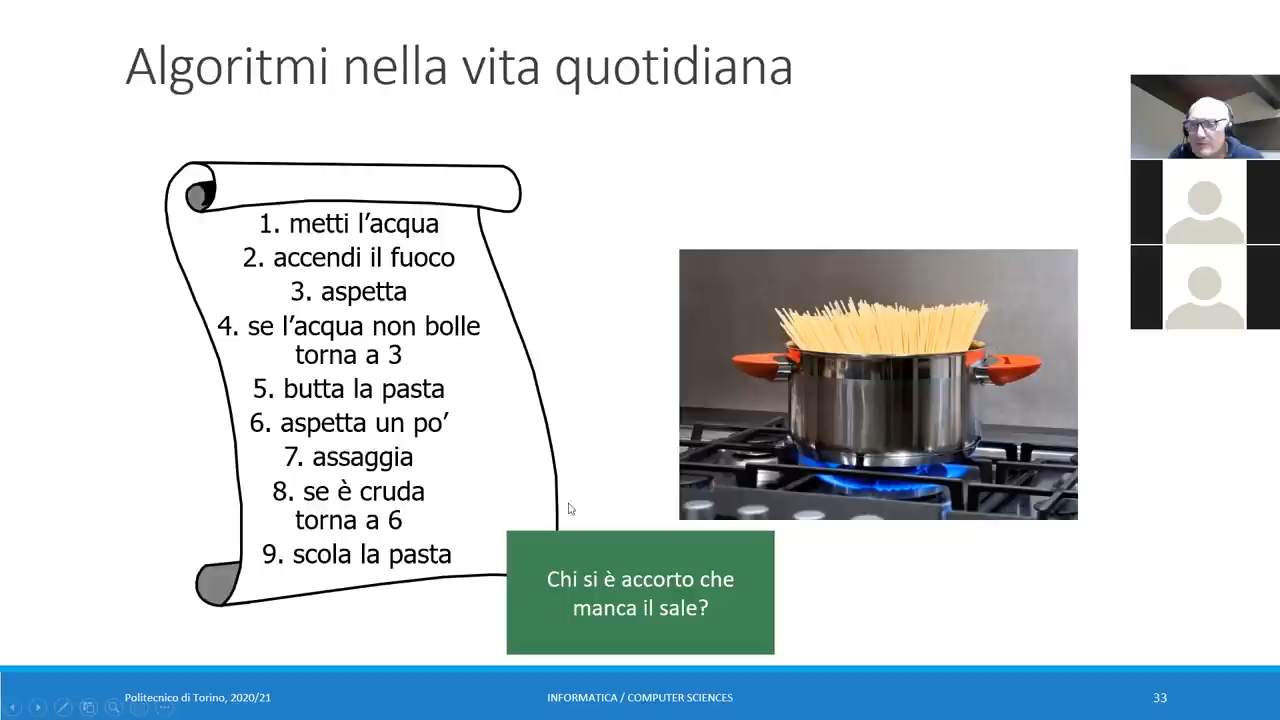 Algoritmi nella vita quotidiana
1. metti l’acqua
2. accendi il fuoco
3. aspetta
4. se l’acqua non bolle
torna a 3
5. butta la pasta
6. aspetta un po’
7. assaggia
8. se è cruda
torna a 6
9. scola la pasta
Chi si è accorto che
manca il sale?
Politecnico di Torino, 2020/21
INFORMATICA / COMPUTER SCIENCES
33